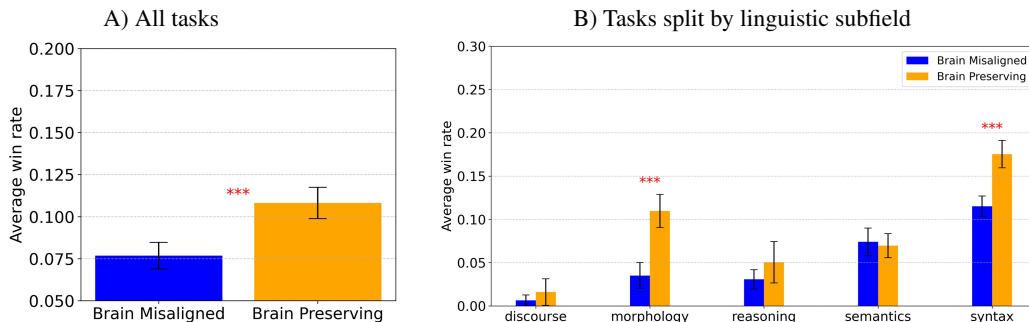 A) All tasks
0.200
0.175
0.150
0.125
0.100
0.075
0.050
Average win rate
***
Brain Misaligned
Brain Preserving
B) Tasks split by linguistic subfield
0.30
0.25
0.20
0.15
0.10
0.05
0.00
Average win rate
Brain Misaligned
Brain Preserving
***
***
discourse
morphology
reasoning
semantics
syntax